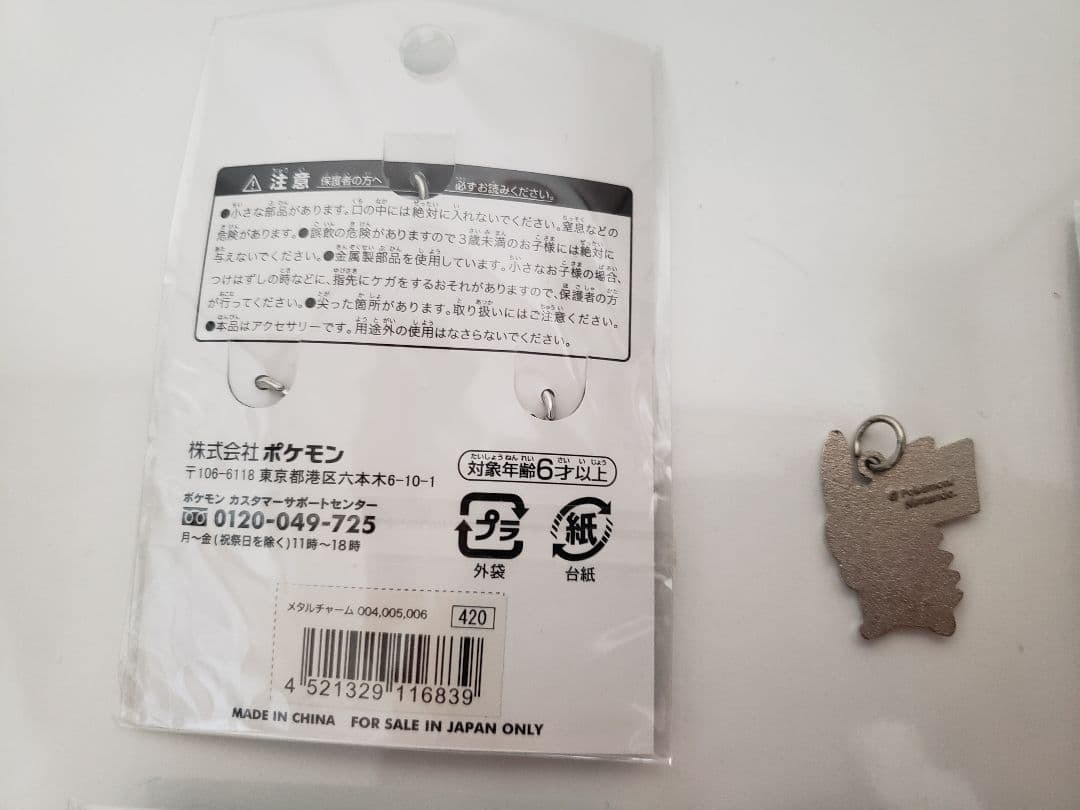 ⚠ 注意 保護者の方へ 必ずお読みください。
●小さな部品があります。口の中には絶対に入れないでください。窒息などの
危険があります。●誤飲の危険がありますので3歳未満のお子様には絶対に
与えないでください。●金属製部品を使用しています。小さなお子様の場合、
つけはずしの時などに、指先にケガをするおそれがありますので、保護者の方
が行ってください。●尖った箇所があります。取り扱いにはご注意ください。
●本品はアクセサリーです。用途外の使用はなさらないでください。
株式会社 ポケモン
〒106-6118 東京都港区六本木6-10-1
ポケモン カスタマーサポートセンター
0120-049-725
月～金(祝祭日を除く)11時～18時
たいしょうねんれい さい いじょう
対象年齢6才以上
プラ
外袋
紙
台紙
メタルチャーム 004,005,006 420
4 521329 116839
MADE IN CHINA FOR SALE IN JAPAN ONLY